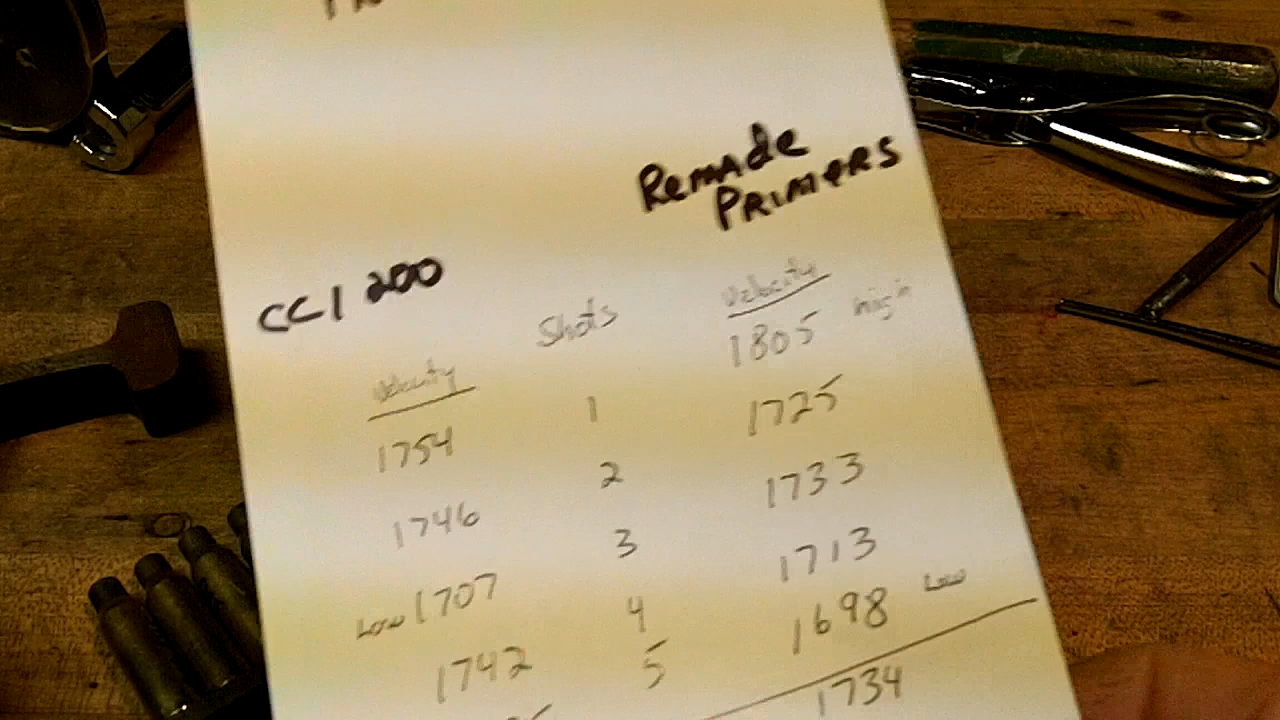 Remade
Primers
CCI 200
Velocity Shots Velocity
1754 1 1805 high
1746 2 1725
Low 1707 3 1733
1742 4 1713
5 1698 Low
1734